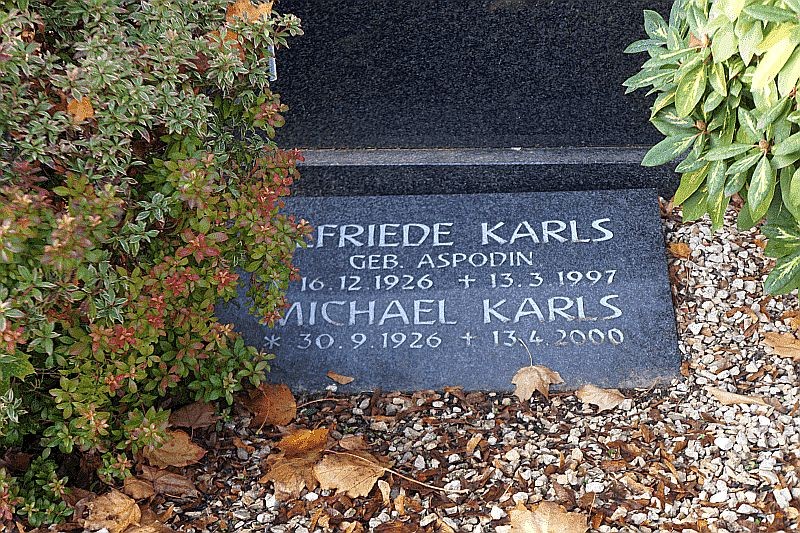 FRIEDE KARLS
GEB. ASPODIN
16.12.1926 + 13.3.1997
MICHAEL KARLS
* 30.9.1926 + 13.4.2000